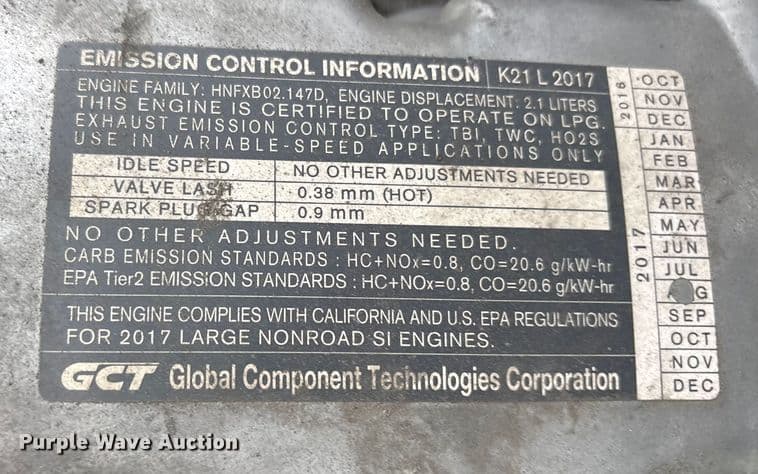 EMISSION CONTROL INFORMATION K21 L 2017
ENGINE FAMILY: HNFXB02.147D, ENGINE DISPLACEMENT: 2.1 LITERS
THIS ENGINE IS CERTIFIED TO OPERATE ON LPG.
EXHAUST EMISSION CONTROL TYPE: TBI, TWC, HO2S
USE IN VARIABLE-SPEED APPLICATIONS ONLY
IDLE SPEED NO OTHER ADJUSTMENTS NEEDED
VALVE LASH 0.38 mm (HOT)
SPARK PLUG GAP 0.9 mm
NO OTHER ADJUSTMENTS NEEDED.
CARB EMISSION STANDARDS : HC+NOx=0.8, CO=20.6 g/kW-hr
EPA Tier2 EMISSION STANDARDS : HC+NOx=0.8, CO=20.6 g/kW-hr
THIS ENGINE COMPLIES WITH CALIFORNIA AND U.S. EPA REGULATIONS
FOR 2017 LARGE NONROAD SI ENGINES.
GCT Global Component Technologies Corporation
2016
OCT
NOV
DEC
2017
JAN
FEB
MAR
APR
MAY
JUN
JUL
SEP
OCT
NOV
DEC
Purple Wave Auction